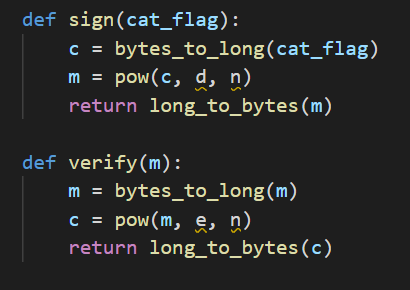 def sign(cat_flag):
    c = bytes_to_long(cat_flag)
    m = pow(c, d, n)
    return long_to_bytes(m)

def verify(m):
    m = bytes_to_long(m)
    c = pow(m, e, n)
    return long_to_bytes(c)